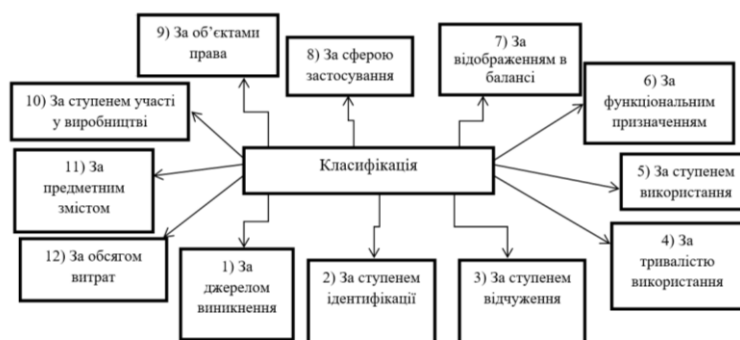 9) За об’єктами
права
8) За сферою
застосування
7) За
відображенням в
балансі
10) За ступенем участі
у виробництві
6) За
функціональним
призначенням
Класифікація
11) За
предметним
змістом
5) За ступенем
використання
12) За обсягом
витрат
1) За
джерелом
виникнення
2) За ступенем
ідентифікації
3) За ступенем
відчуження
4) За
тривалістю
використання